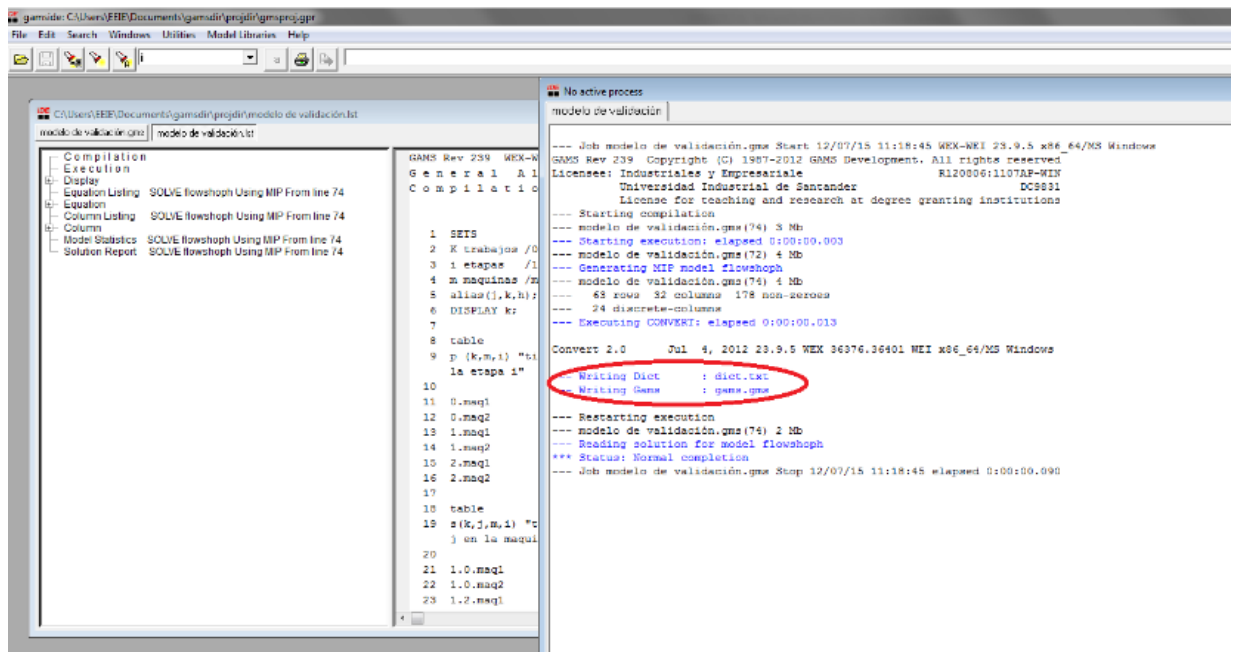 gamside: C:\Users\EEIE\Documents\gamsdir\projdir\gmsproj.gpr
File Edit Search Windows Utilities Model Libraries Help
i
C:\Users\EEIE\Documents\gamsdir\projdir\modelo de validación.lst
modelo de validación.gms modelo de validación.lst
Compilation
Execution
Display
Equation Listing SOLVE flowshoph Using MIP From line 74
Equation
Column Listing SOLVE flowshoph Using MIP From line 74
Column
Model Statistics SOLVE flowshoph Using MIP From line 74
Solution Report SOLVE flowshoph Using MIP From line 74
GAMS Rev 239 WEX-W
General Al
Compilatio
1 SETS
2 K trabajos /0
3 i etapas /1
4 m maquinas /m
5 alias(j,k,h);
6 DISPLAY k;
7
8 table
9 p (k,m,i) "ti
la etapa i"
10
11 0.maq1
12 0.maq2
13 1.maq1
14 1.maq2
15 2.maq1
16 2.maq2
17
18 table
19 s(k,j,m,i) "t
j en la maqui
20
21 1.0.maq1
22 1.0.maq2
23 1.2.maq1
No active process
modelo de validación
--- Job modelo de validación.gms Start 12/07/15 11:18:45 WEX-WEI 23.9.5 x86_64/MS Windows
GAMS Rev 239 Copyright (C) 1987-2012 GAMS Development. All rights reserved
Licensee: Industriales y Empresariale R120806:1107AP-WIN
Universidad Industrial de Santander DC9831
License for teaching and research at degree granting institutions
--- Starting compilation
--- modelo de validación.gms(74) 3 Mb
--- Starting execution: elapsed 0:00:00.003
--- modelo de validación.gms(72) 4 Mb
--- Generating MIP model flowshoph
--- modelo de validación.gms(74) 4 Mb
--- 63 rows 32 columns 178 non-zeroes
--- 24 discrete-columns
--- Executing CONVERT: elapsed 0:00:00.013
Convert 2.0 Jul 4, 2012 23.9.5 WEX 36376.36401 WEI x86_64/MS Windows
--- Writing Dict : dict.txt
--- Writing Gams : gams.gms
--- Restarting execution
--- modelo de validación.gms(74) 2 Mb
--- Reading solution for model flowshoph
*** Status: Normal completion
--- Job modelo de validación.gms Stop 12/07/15 11:18:45 elapsed 0:00:00.090